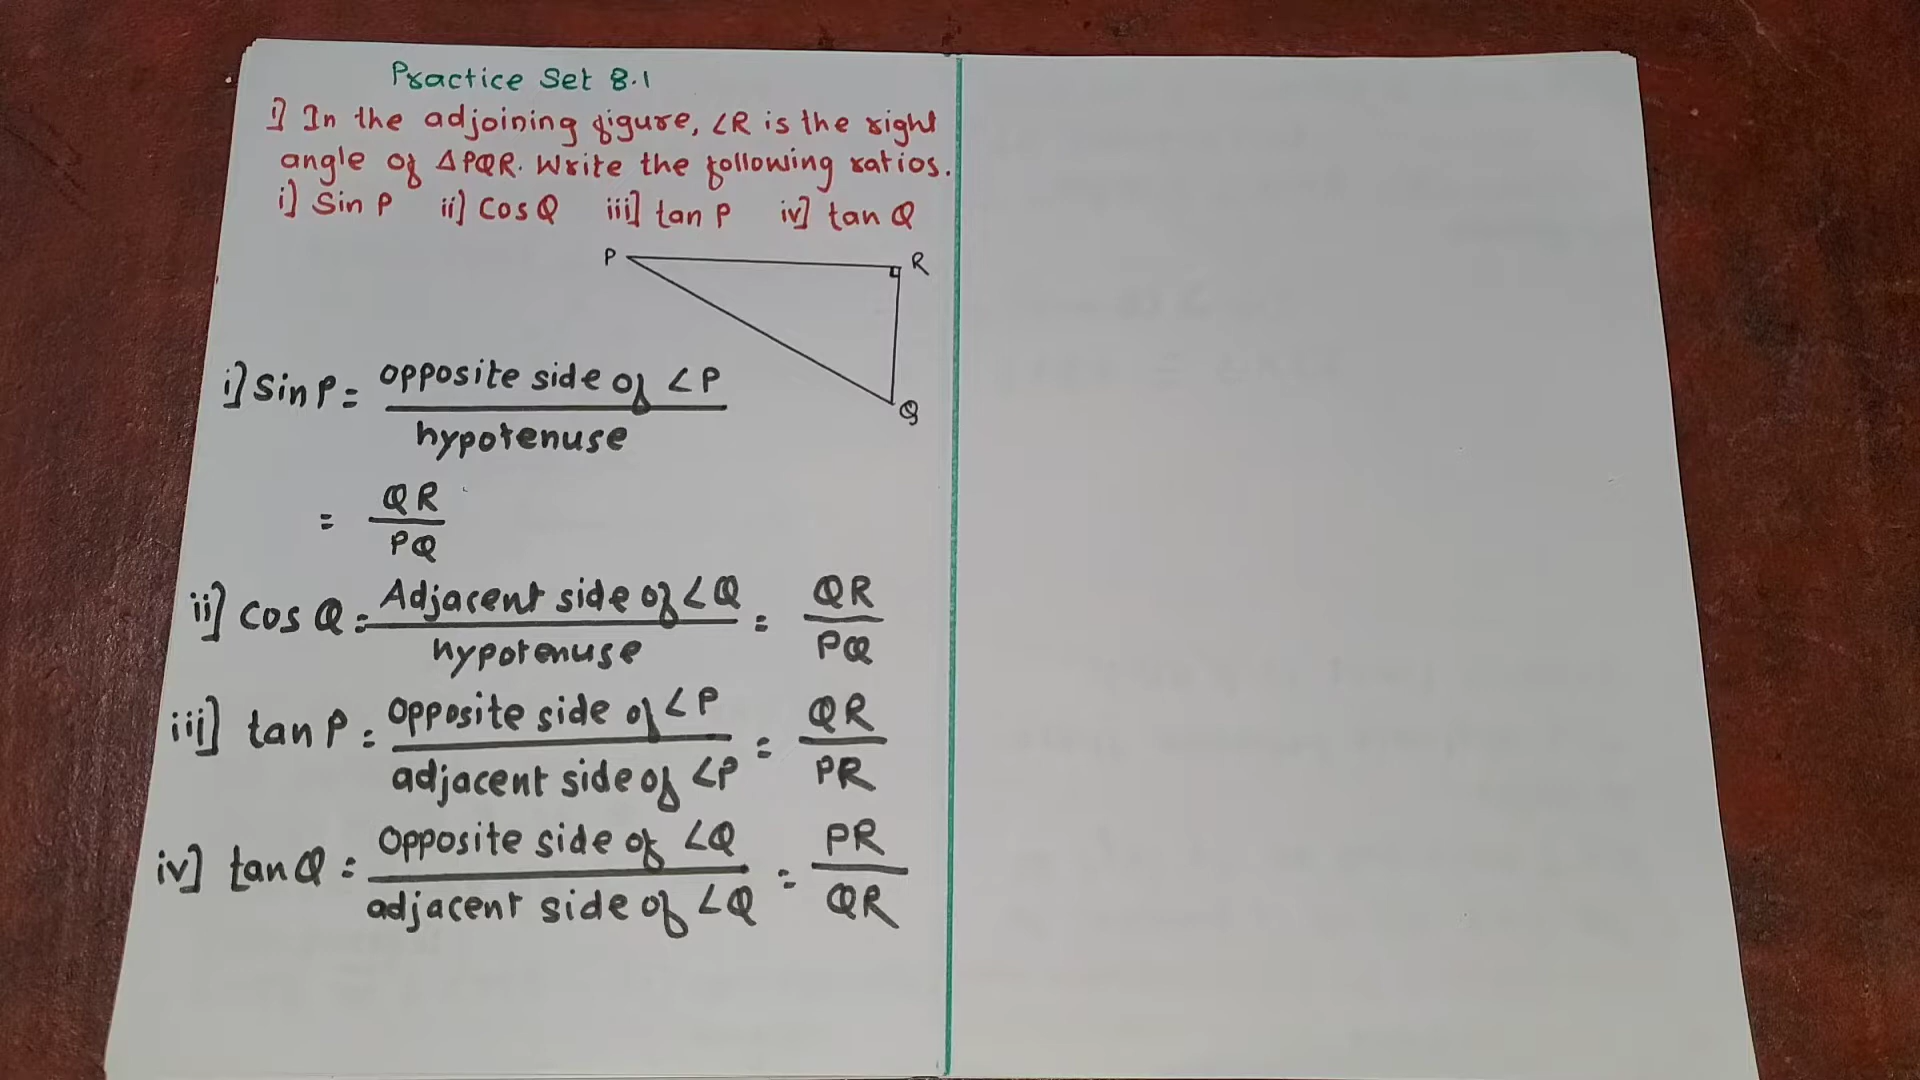 Practice Set 8.1
i] In the adjoining figure, ∠R is the right
angle of ΔPQR. Write the following ratios.
i] Sin P ii] Cos Q iii] tan P iv] tan Q
P R
Q
i] Sin P = opposite side of ∠P / hypotenuse
= QR / PQ
ii] cos Q = Adjacent side of ∠Q / hypotenuse = QR / PQ
iii] tan P = opposite side of ∠P / adjacent side of ∠P = QR / PR
iv] tan Q = opposite side of ∠Q / adjacent side of ∠Q = PR / QR